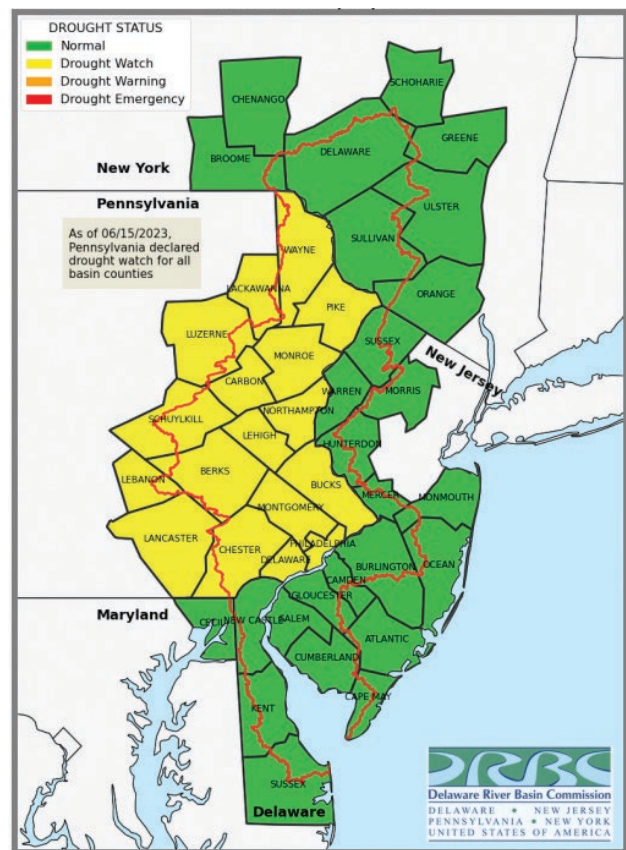 DROUGHT STATUS
Normal
Drought Watch
Drought Warning
Drought Emergency
SCHOHARIE
CHENANGO
GREENE
DELAWARE
BROOME
New York
ULSTER
Pennsylvania
As of 06/15/2023,
Pennsylvania declared
drought watch for all
basin counties
SULLIVAN
WAYNE
LACKAWANNA
ORANGE
PIKE
LUZERNE
SUSSEX
MONROE
New Jersey
CARBON
WARREN
MORRIS
NORTHAMPTON
SCHUYLKILL
LEHIGH
HUNTERDON
BERKS
LEBANON
BUCKS
MERCER
MONMOUTH
MONTGOMERY
LANCASTER
PHILADELPHIA
CHESTER
DELAWARE
BURLINGTON
OCEAN
CAMDEN
GLOUCESTER
Maryland
CECIL
NEW CASTLE
SALEM
ATLANTIC
CUMBERLAND
CAPE MAY
KENT
SUSSEX
Delaware
DRBC
Delaware River Basin Commission
DELAWARE • NEW JERSEY
PENNSYLVANIA • NEW YORK
UNITED STATES OF AMERICA